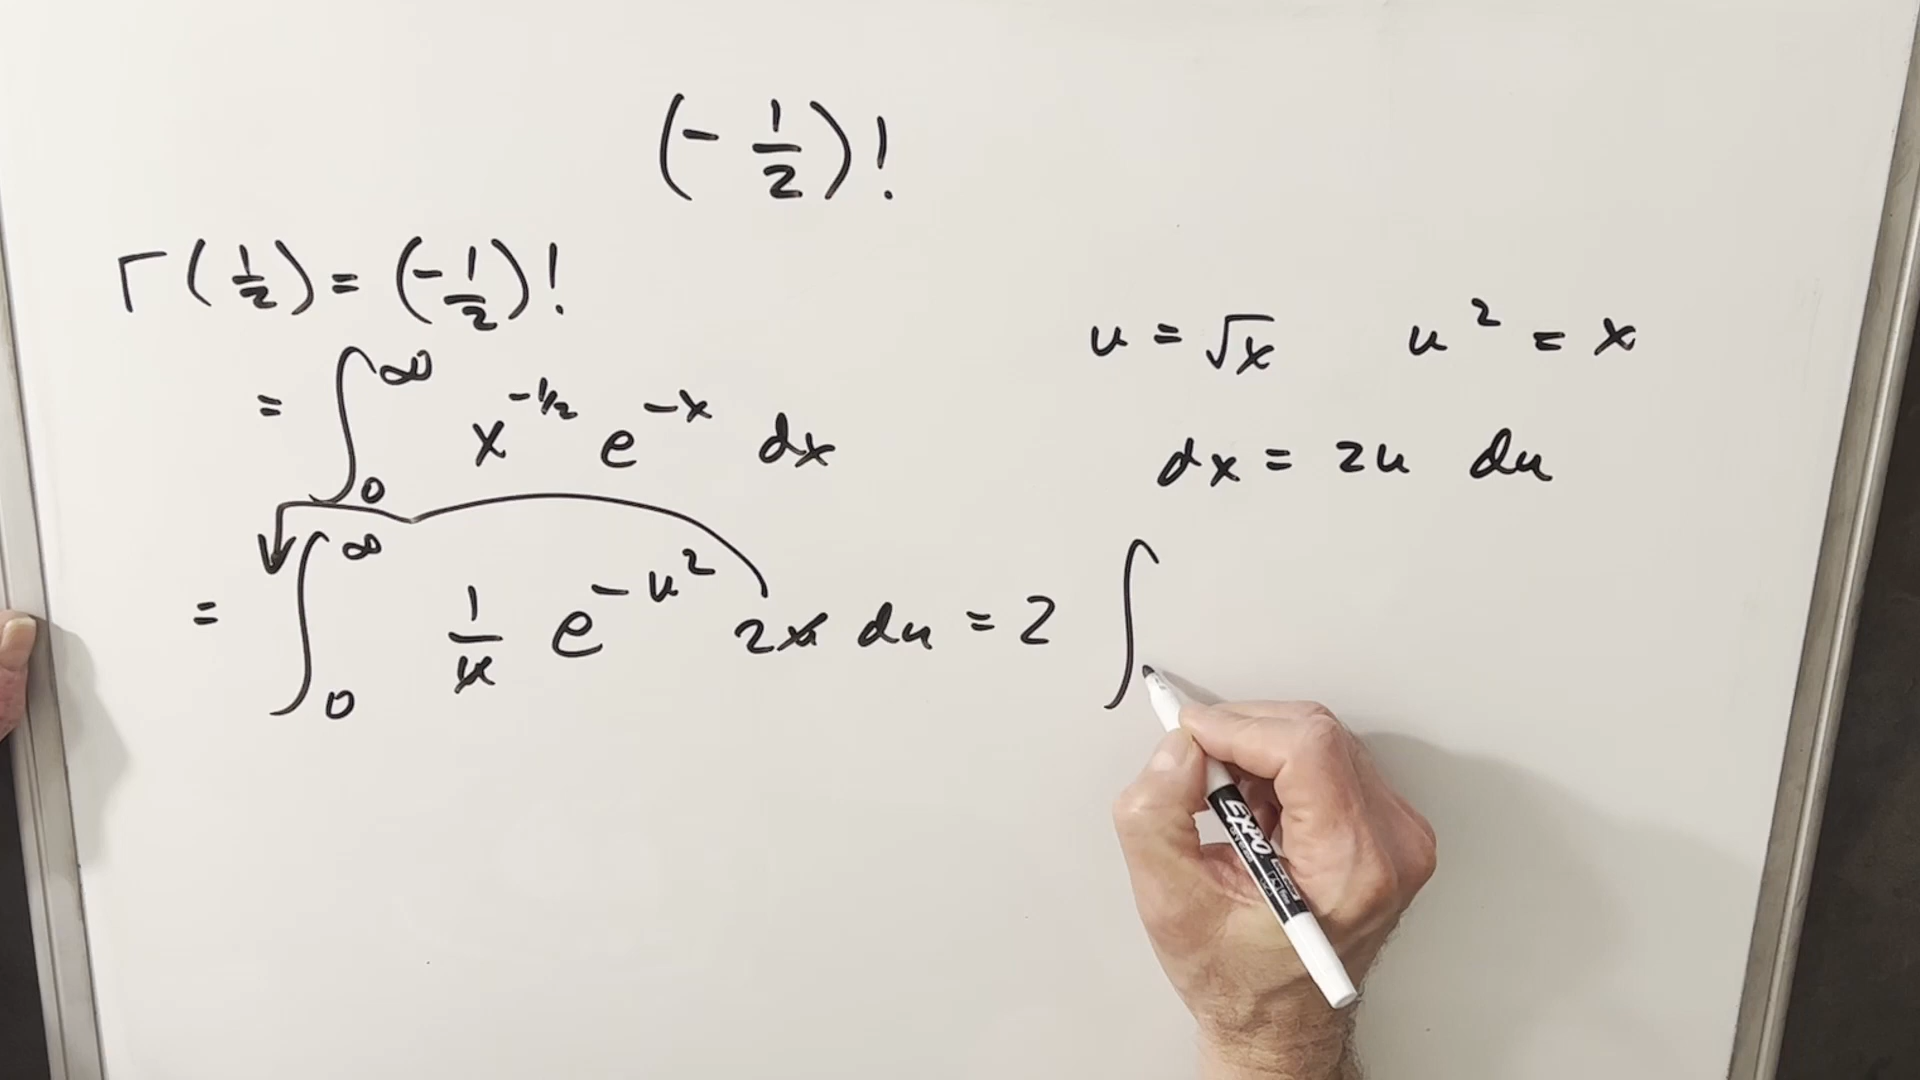 (- 1/2)!
Γ(1/2) = (-1/2)!
= ∫₀^∞ x^(-1/2) e^(-x) dx
u = √x   u² = x
dx = 2u du
= ∫₀^∞ 1/u e^(-u²) 2u du = 2 ∫
EXPO